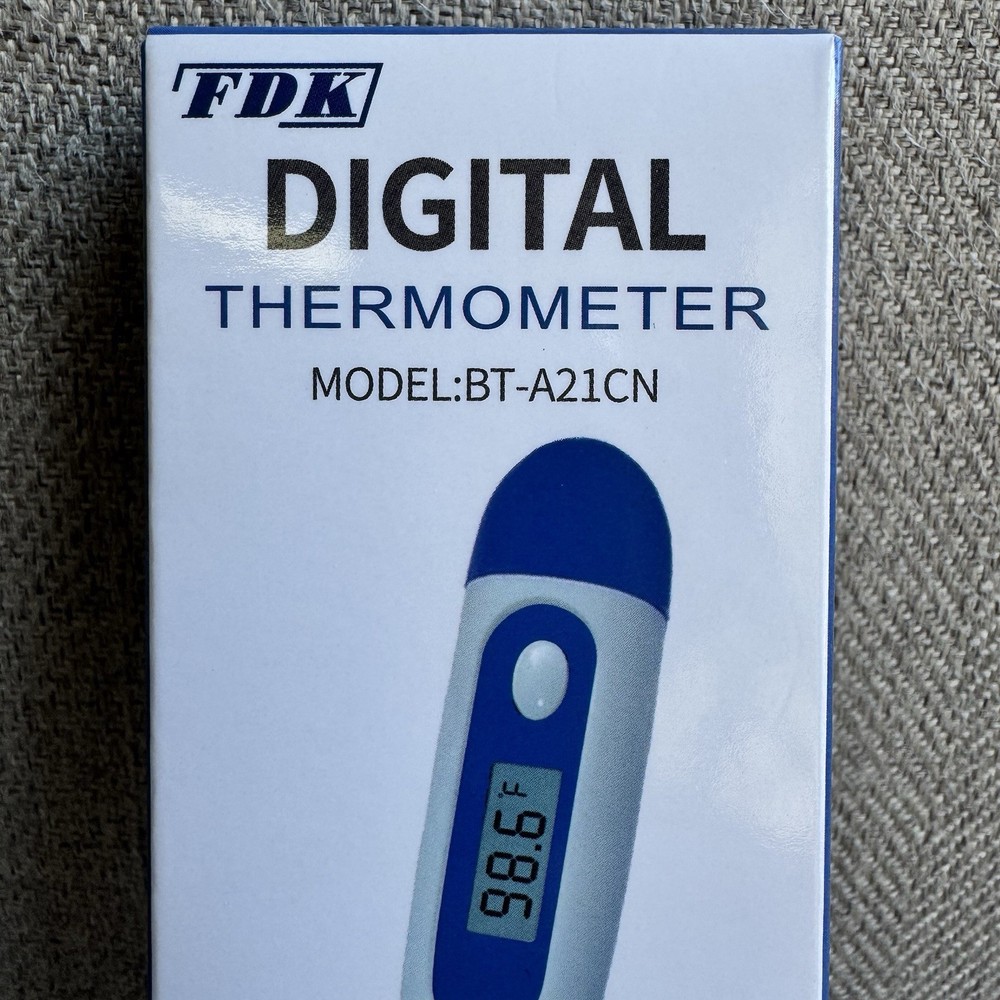 FDK
DIGITAL
THERMOMETER
MODEL:BT-A21CN
98.6°F